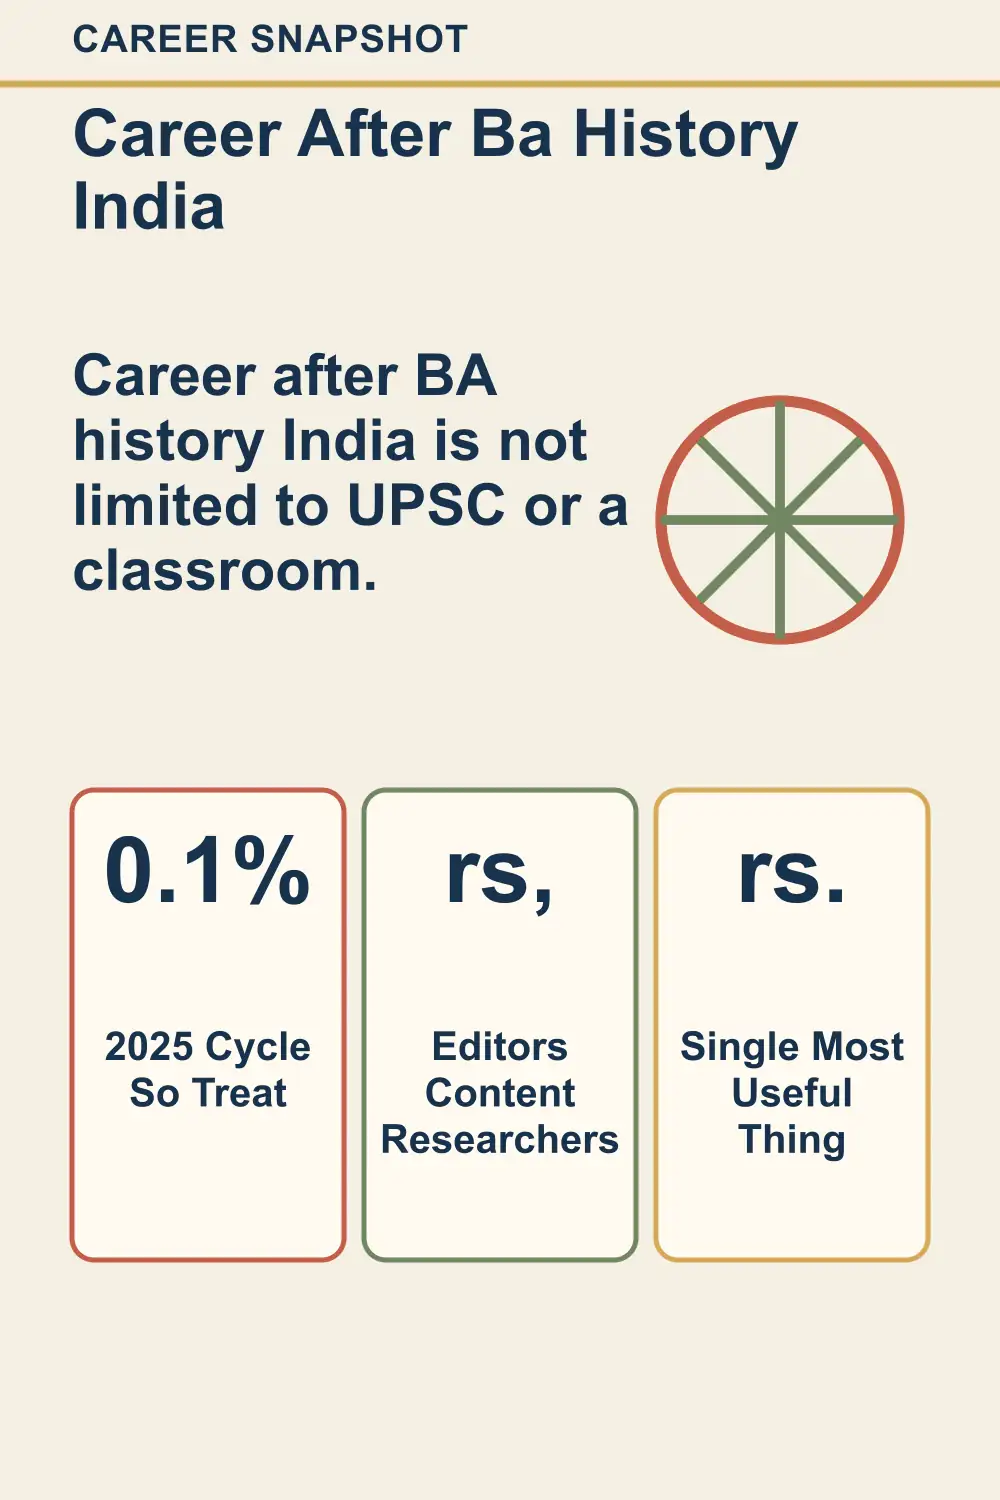 CAREER SNAPSHOT
Career After Ba History
India
Career after BA
history India is not
limited to UPSC or a
classroom.
0.1%
2025 Cycle
So Treat
rs,
Editors
Content
Researchers
rs.
Single Most
Useful
Thing